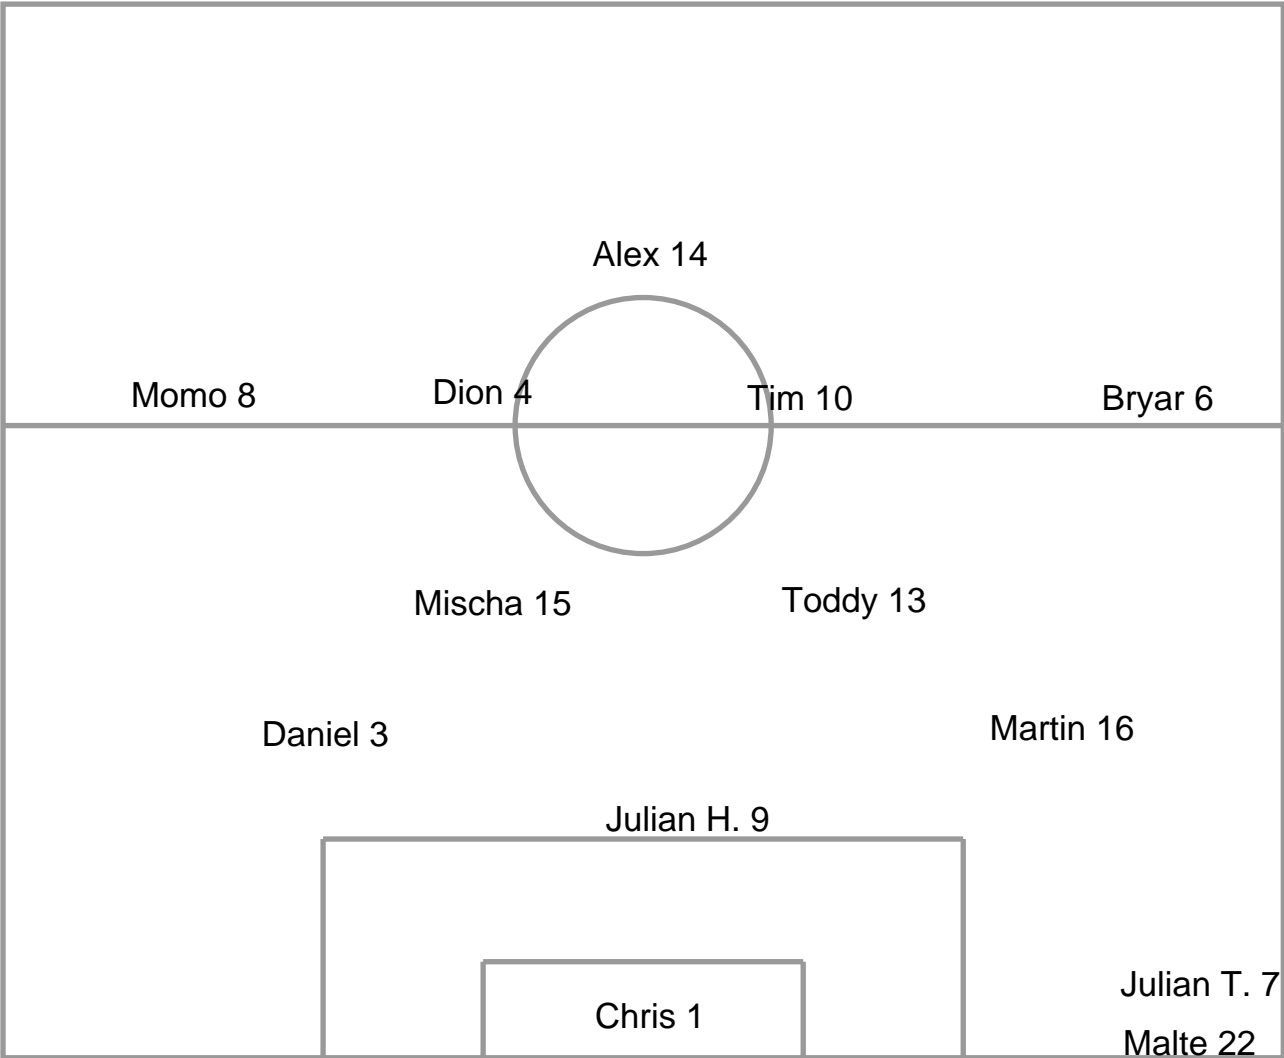 Alex 14
Momo 8
Dion 4
Tim 10
Bryar 6
Mischa 15
Toddy 13
Daniel 3
Martin 16
Julian H. 9
Julian T. 7
Chris 1
Malte 22